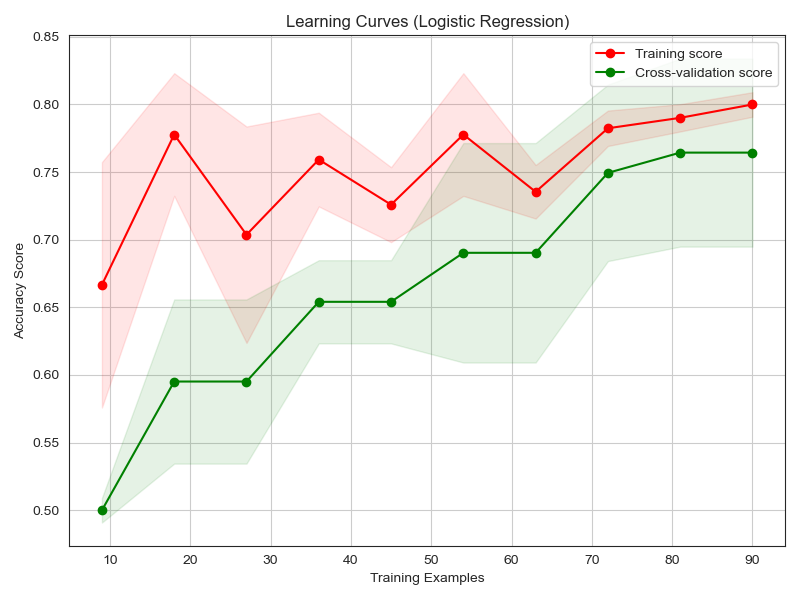 Learning Curves (Logistic Regression)
Training score
Cross-validation score
Accuracy Score
0.85
0.80
0.75
0.70
0.65
0.60
0.55
0.50
10 20 30 40 50 60 70 80 90
Training Examples